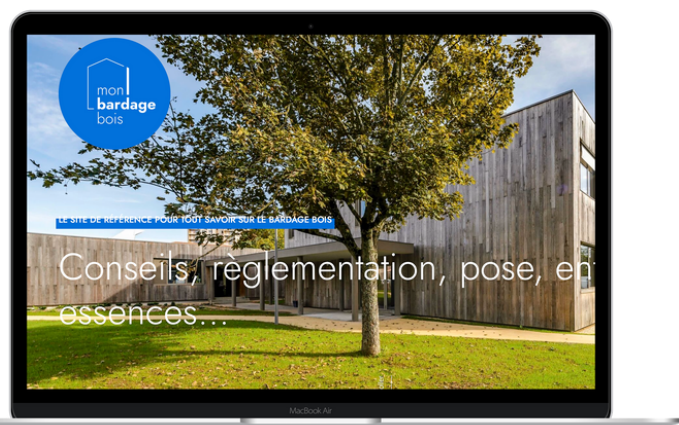 mon
bardage
bois
LE SITE DE RÉFÉRENCE POUR TOUT SAVOIR SUR LE BARDAGE BOIS
Conseils, règlementation, pose, en
essences...
MacBook Air